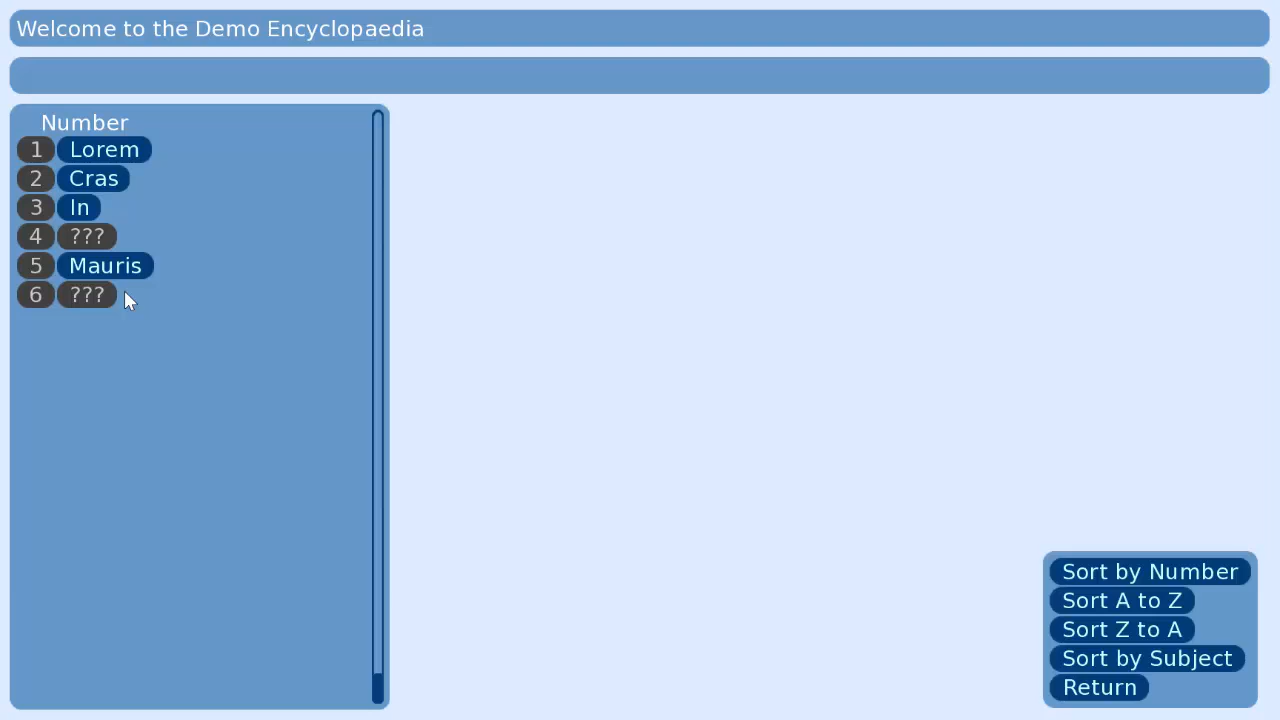 Welcome to the Demo Encyclopaedia
Number
1 Lorem
2 Cras
3 In
4 ???
5 Mauris
6 ???
Sort by Number
Sort A to Z
Sort Z to A
Sort by Subject
Return